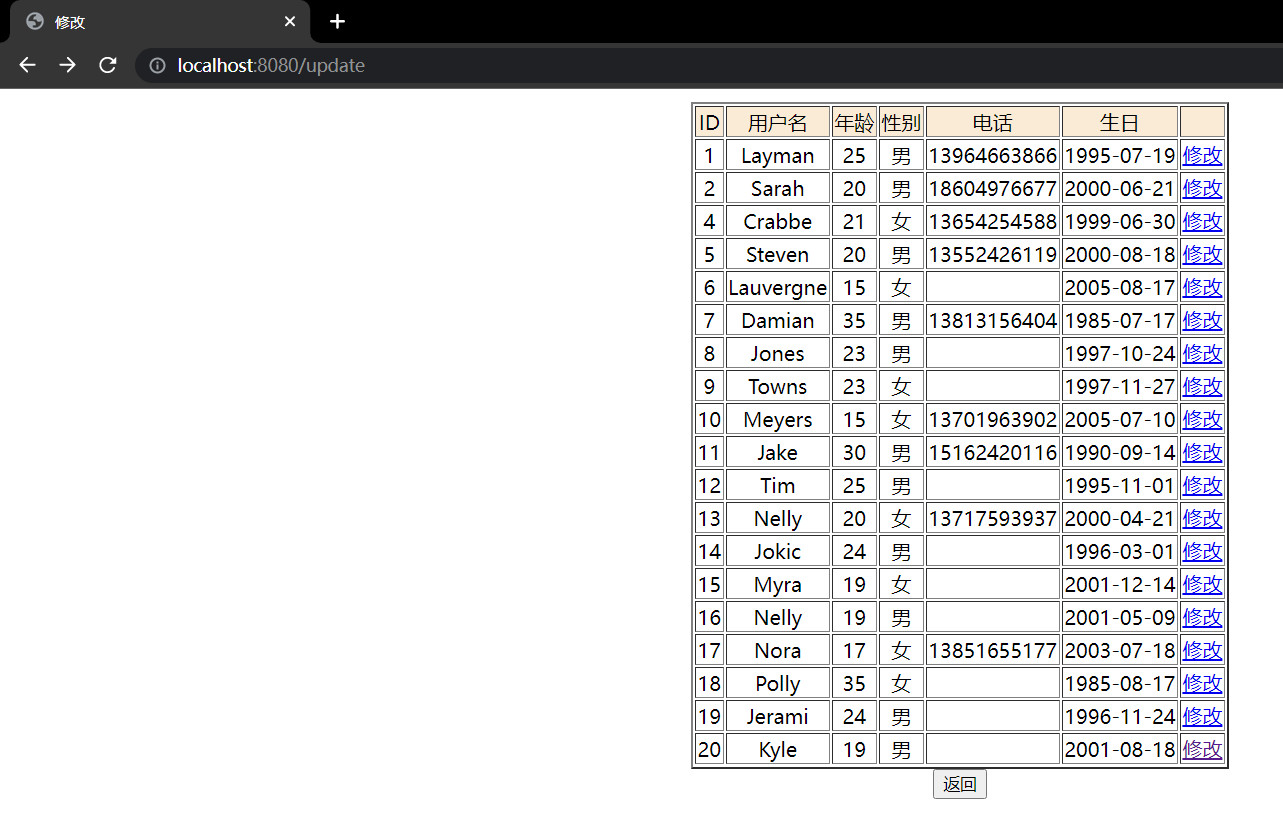 修改
localhost:8080/update
ID 用户名 年龄 性别 电话 生日
1 Layman 25 男 13964663866 1995-07-19 修改
2 Sarah 20 男 18604976677 2000-06-21 修改
4 Crabbe 21 女 13654254588 1999-06-30 修改
5 Steven 20 男 13552426119 2000-08-18 修改
6 Lauvergne 15 女 2005-08-17 修改
7 Damian 35 男 13813156404 1985-07-17 修改
8 Jones 23 男 1997-10-24 修改
9 Towns 23 女 1997-11-27 修改
10 Meyers 15 女 13701963902 2005-07-10 修改
11 Jake 30 男 15162420116 1990-09-14 修改
12 Tim 25 男 1995-11-01 修改
13 Nelly 20 女 13717593937 2000-04-21 修改
14 Jokic 24 男 1996-03-01 修改
15 Myra 19 女 2001-12-14 修改
16 Nelly 19 男 2001-05-09 修改
17 Nora 17 女 13851655177 2003-07-18 修改
18 Polly 35 女 1985-08-17 修改
19 Jerami 24 男 1996-11-24 修改
20 Kyle 19 男 2001-08-18 修改
返回